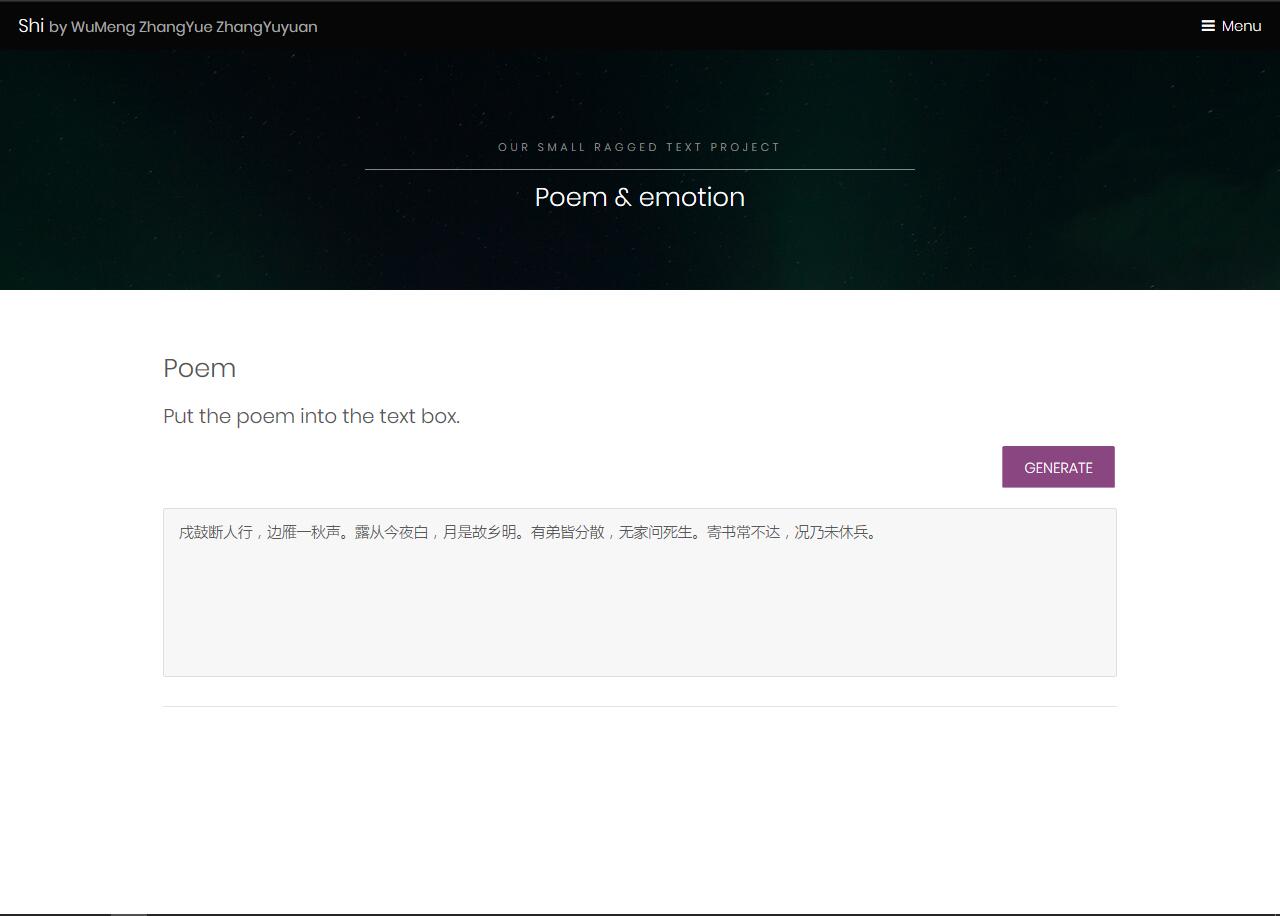 Shi by WuMeng ZhangYue ZhangYuyuan
Menu
OUR SMALL RAGGED TEXT PROJECT
Poem & emotion
Poem
Put the poem into the text box.
GENERATE
戍鼓断人行，边雁一秋声。露从今夜白，月是故乡明。有弟皆分散，无家问死生。寄书常不达，况乃未休兵。